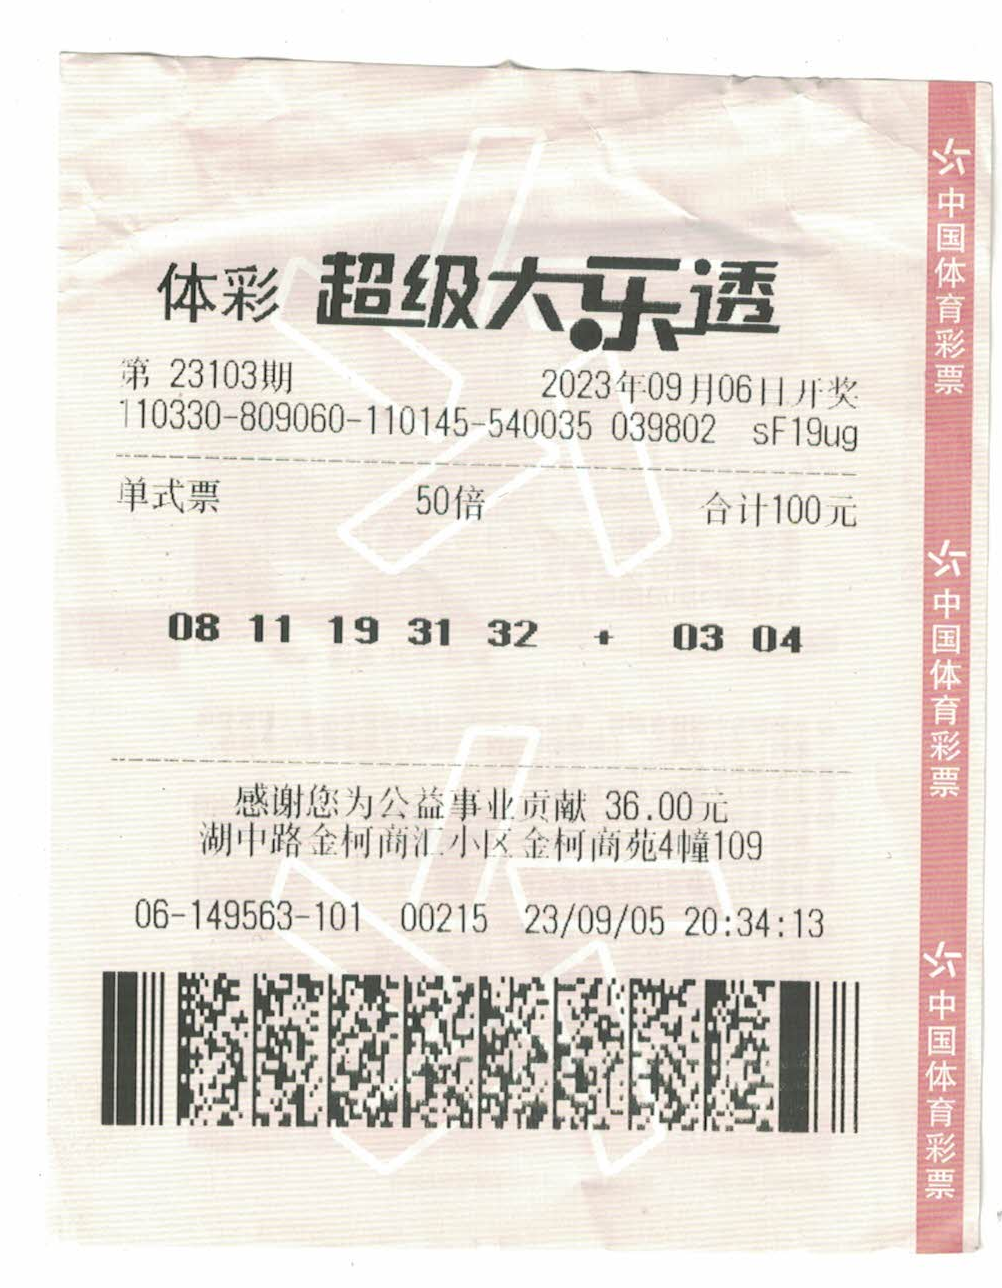 体彩 超级大乐透
第 23103期 2023年09月06日开奖
110330-809060-110145-540035 039802 sF19ug
单式票 50倍 合计100元
08 11 19 31 32 + 03 04
感谢您为公益事业贡献 36.00元
湖中路金柯商汇小区金柯商苑4幢109
06-149563-101 00215 23/09/05 20:34:13
中国体育彩票
中国体育彩票
中国体育彩票